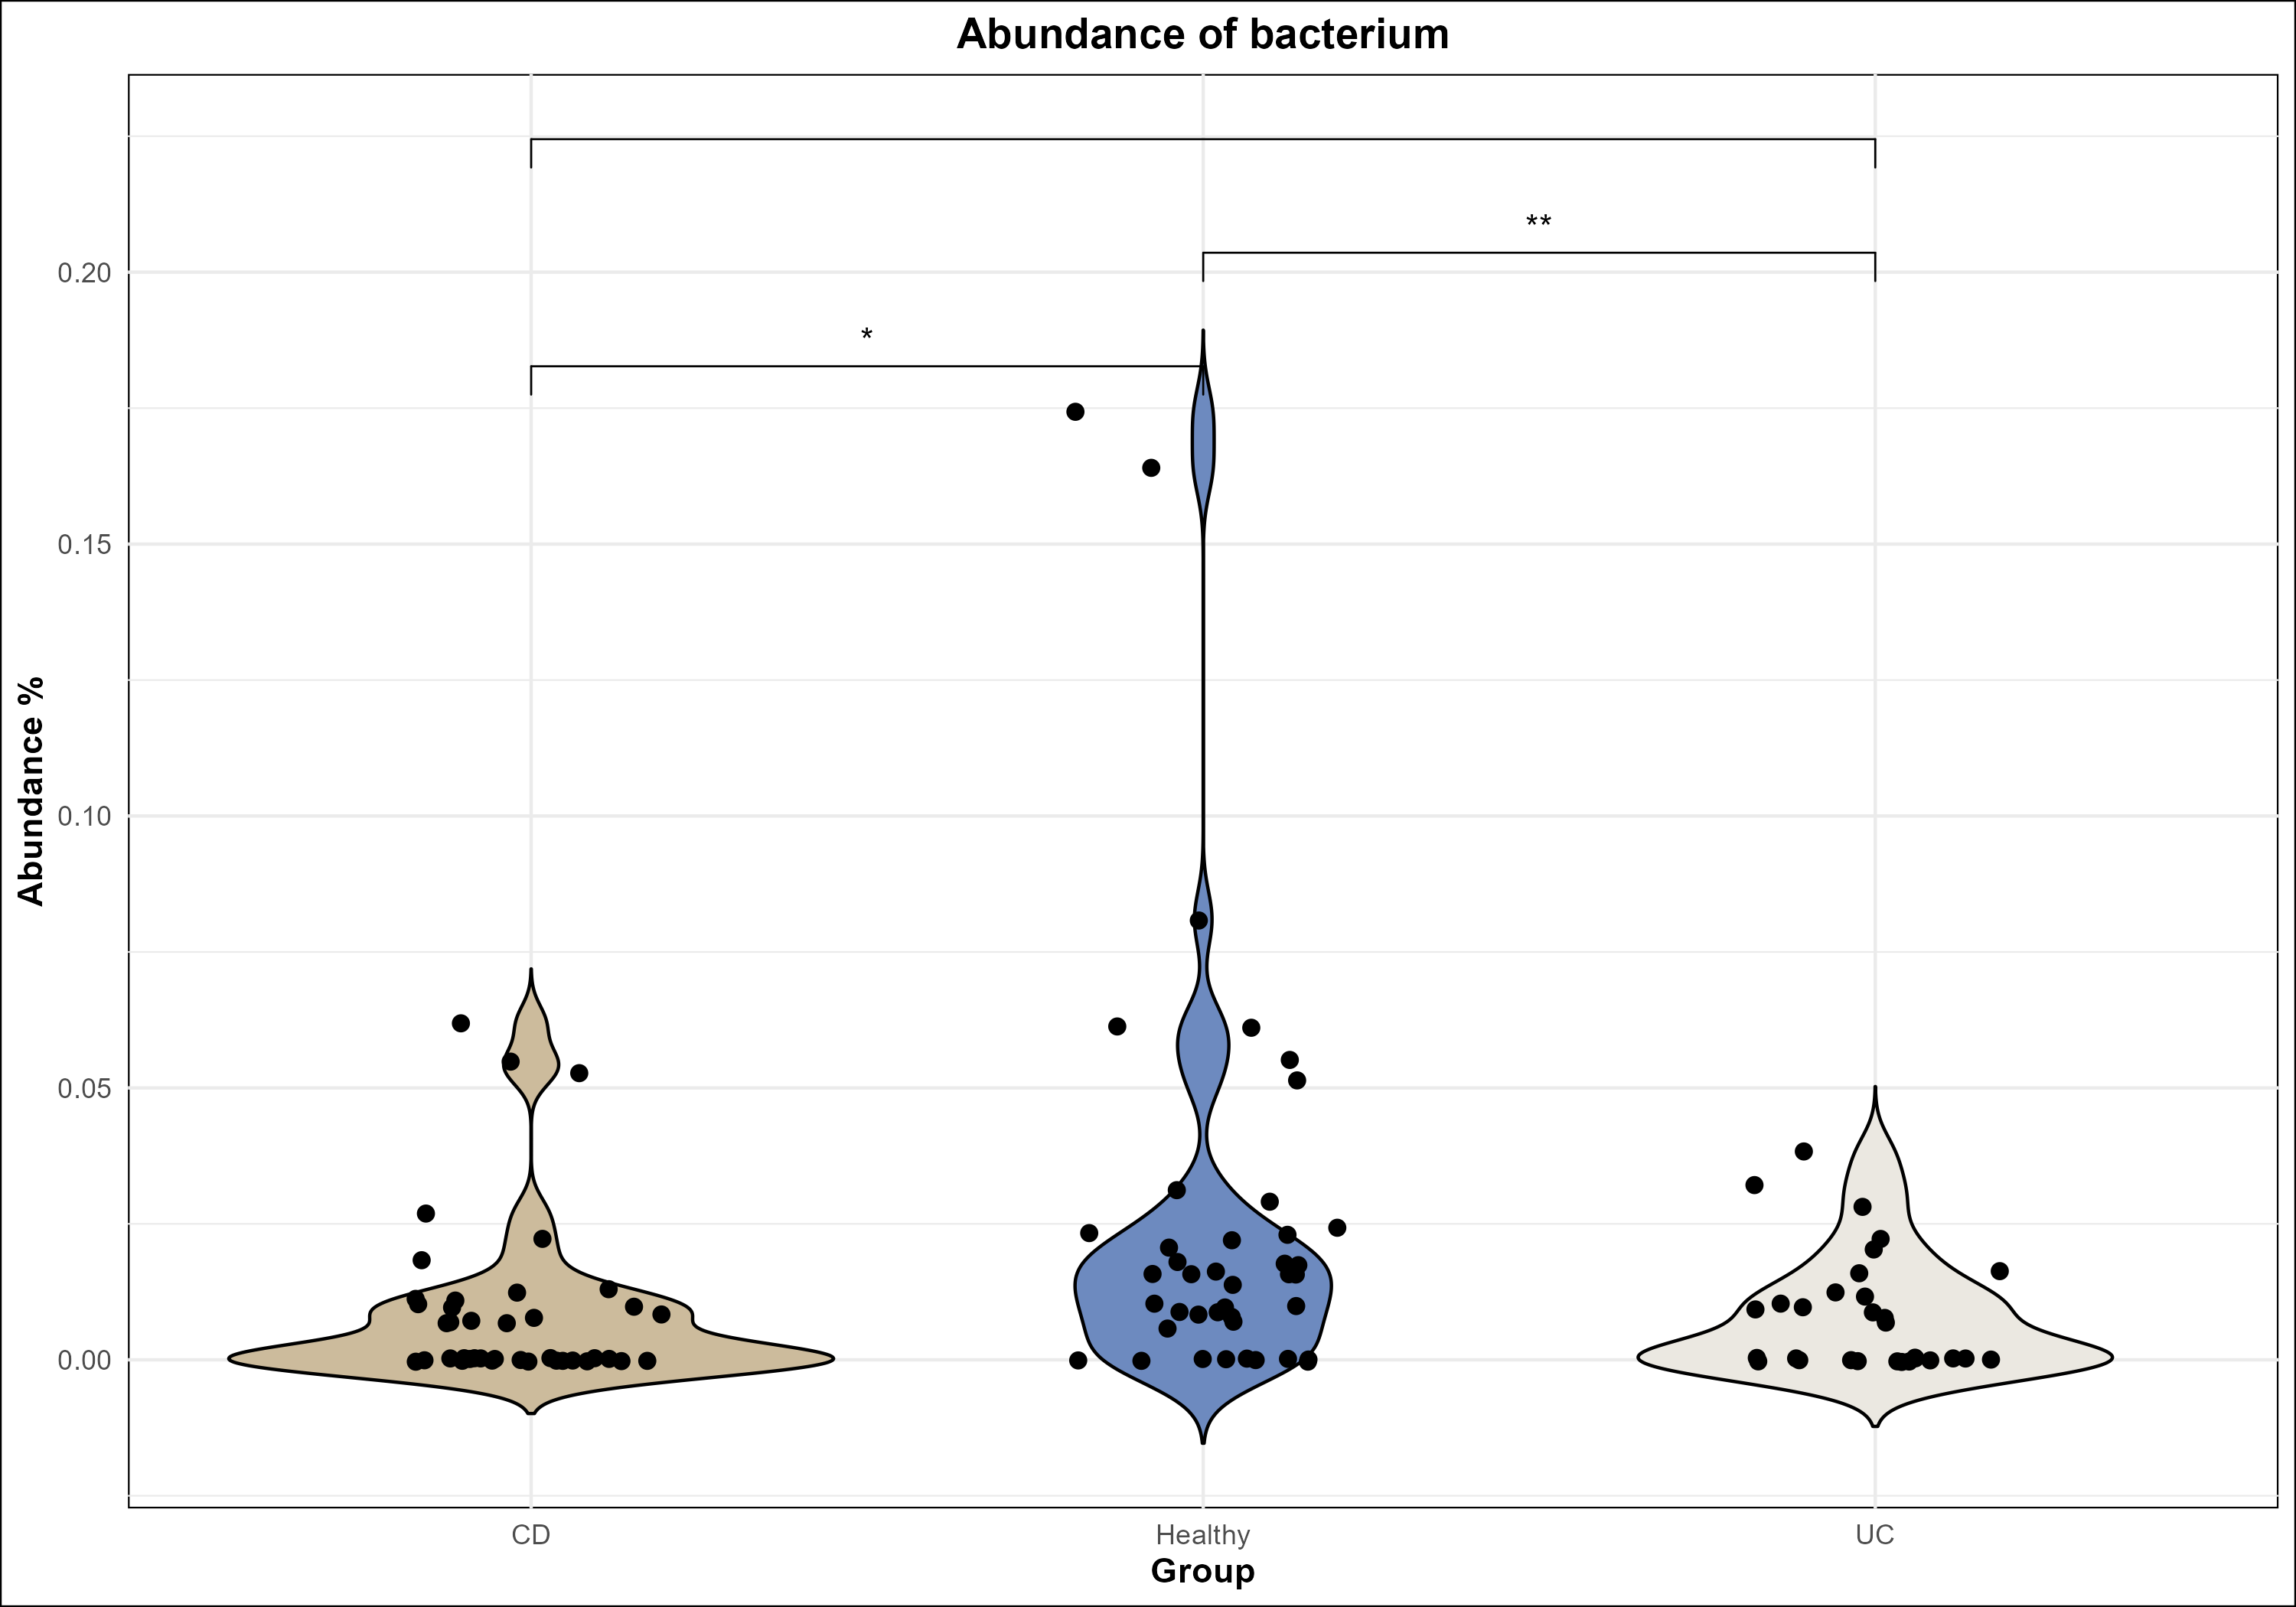 Abundance of bacterium
**
*
0.20
0.15
0.10
0.05
0.00
Abundance %
CD Healthy UC
Group